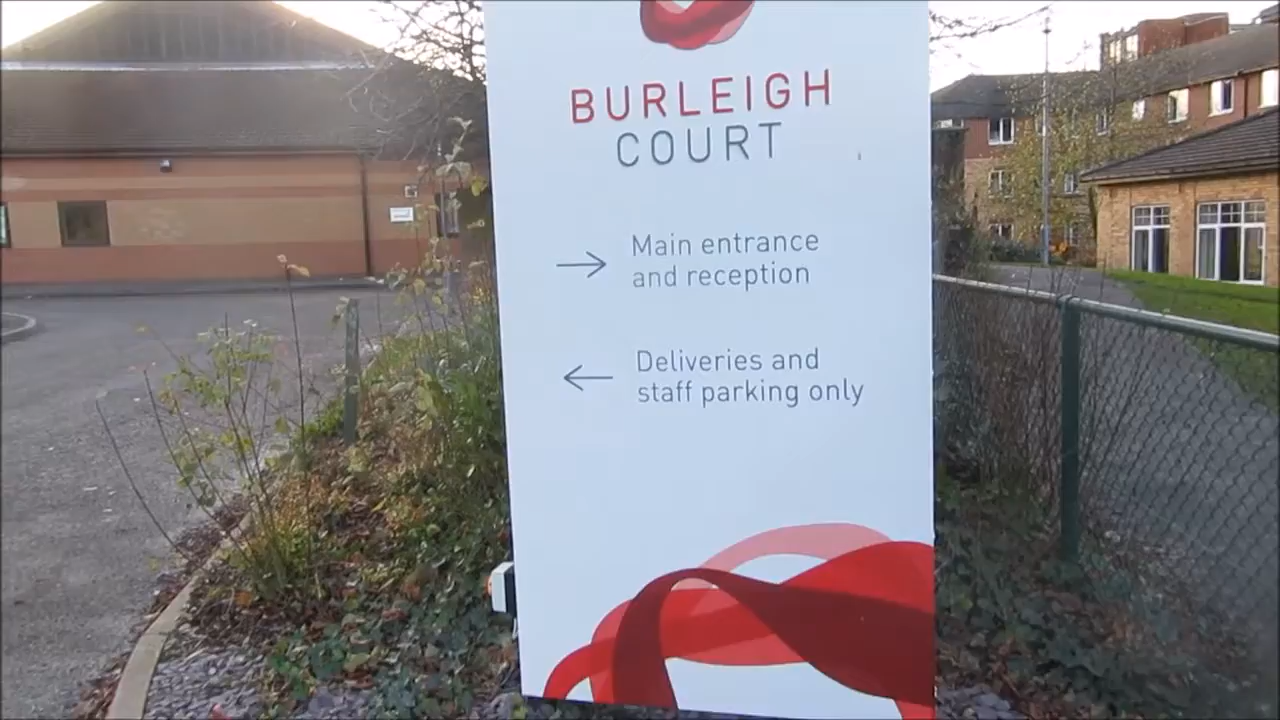 BURLEIGH
COURT
Main entrance
and reception
Deliveries and
staff parking only